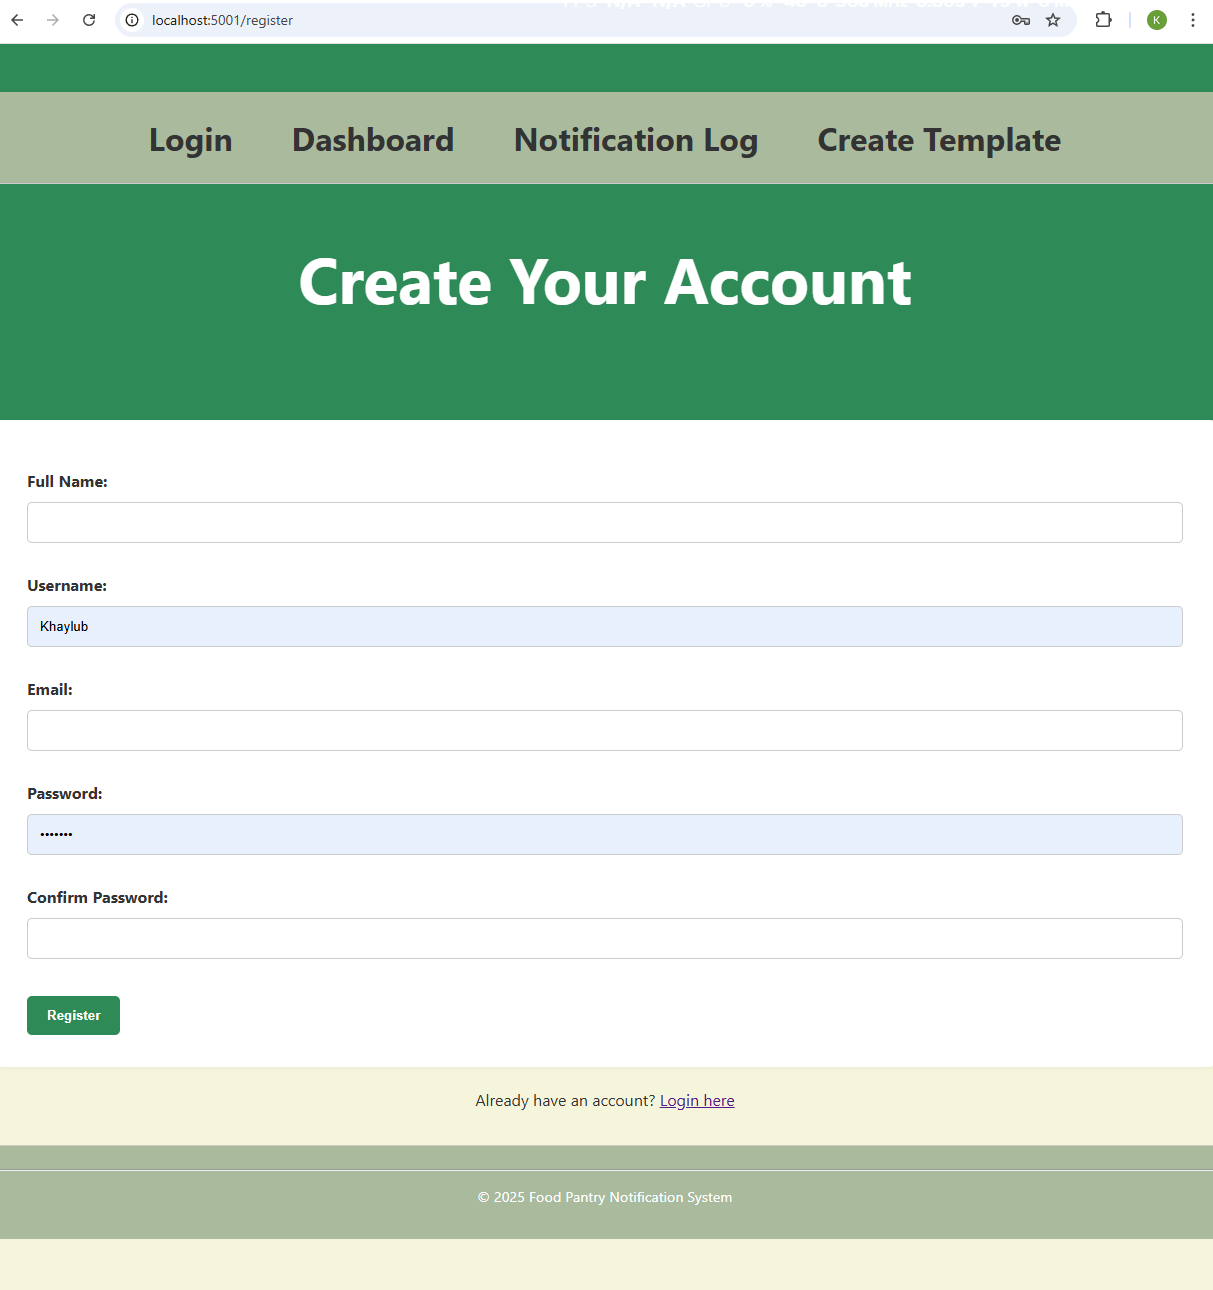 localhost:5001/register
K
Login Dashboard Notification Log Create Template
Create Your Account
Full Name:
Username:
Khaylub
Email:
Password:
•••••••
Confirm Password:
Register
Already have an account? Login here
© 2025 Food Pantry Notification System